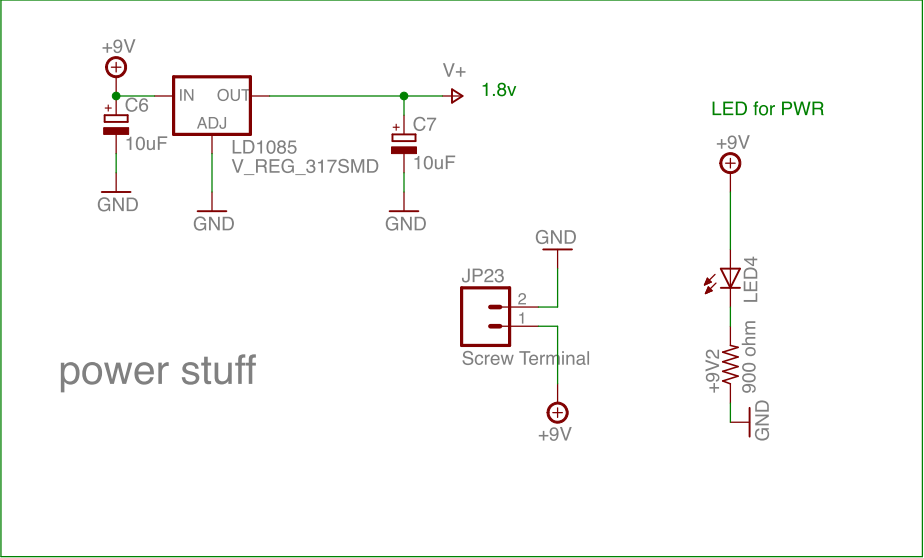 +9V
C6
10uF
GND
IN
OUT
ADJ
LD1085
V_REG_317SMD
GND
V+
1.8v
+
C7
10uF
GND
+
LED for PWR
+9V
LED4
+9V2
900 ohm
GND
GND
JP23
2
1
Screw Terminal
+9V
power stuff